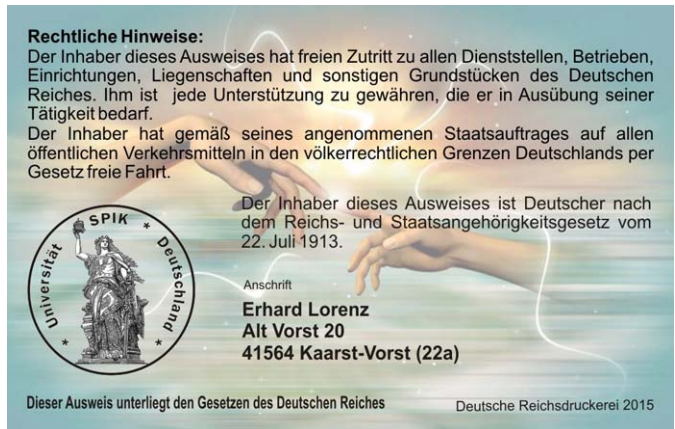 Rechtliche Hinweise:
Der Inhaber dieses Ausweises hat freien Zutritt zu allen Dienststellen, Betrieben,
Einrichtungen, Liegenschaften und sonstigen Grundstücken des Deutschen
Reiches. Ihm ist jede Unterstützung zu gewähren, die er in Ausübung seiner
Tätigkeit bedarf.
Der Inhaber hat gemäß seines angenommenen Staatsauftrages auf allen
öffentlichen Verkehrsmitteln in den völkerrechtlichen Grenzen Deutschlands per
Gesetz freie Fahrt.
Der Inhaber dieses Ausweises ist Deutscher nach
dem Reichs- und Staatsangehörigkeitsgesetz vom
22. Juli 1913.
* Universität SPIK * Deutschland *
Anschrift
Erhard Lorenz
Alt Vorst 20
41564 Kaarst-Vorst (22a)
Dieser Ausweis unterliegt den Gesetzen des Deutschen Reiches
Deutsche Reichsdruckerei 2015